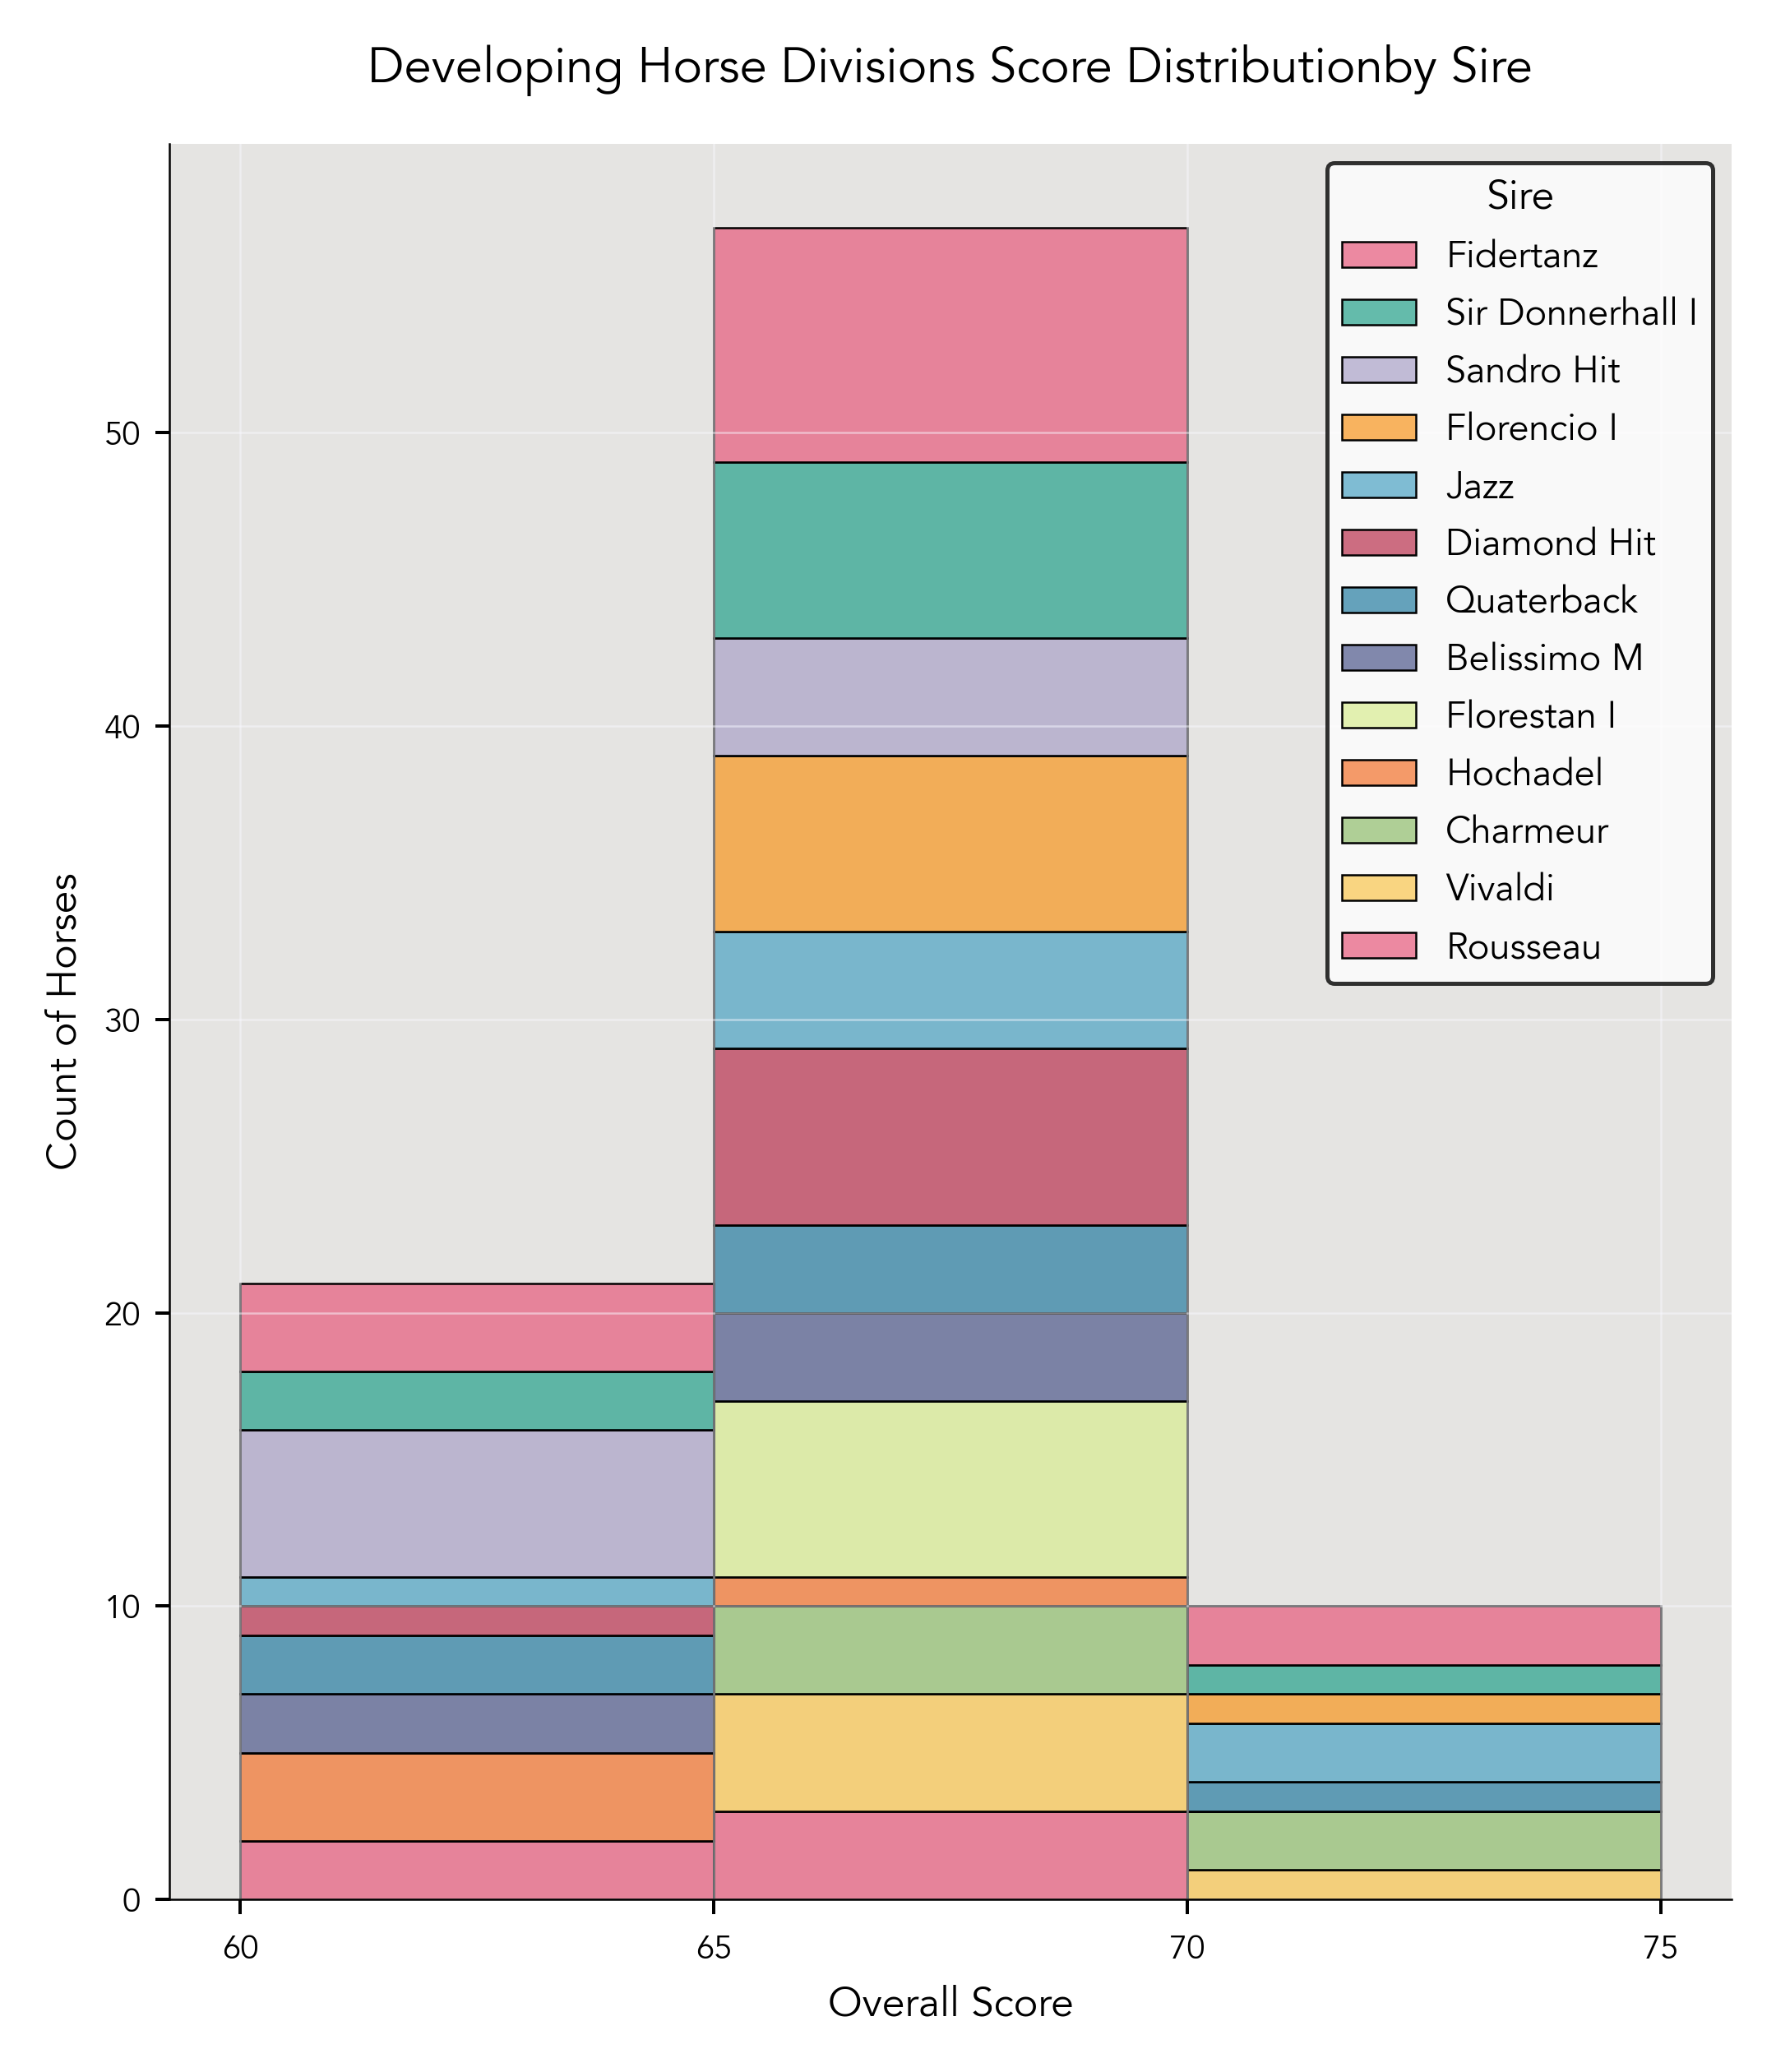 Developing Horse Divisions Score Distributionby Sire
Sire
Fidertanz
Sir Donnerhall I
Sandro Hit
Florencio I
Jazz
Diamond Hit
Quaterback
Belissimo M
Florestan I
Hochadel
Charmeur
Vivaldi
Rousseau
Count of Horses
50
40
30
20
10
0
60
65
70
75
Overall Score